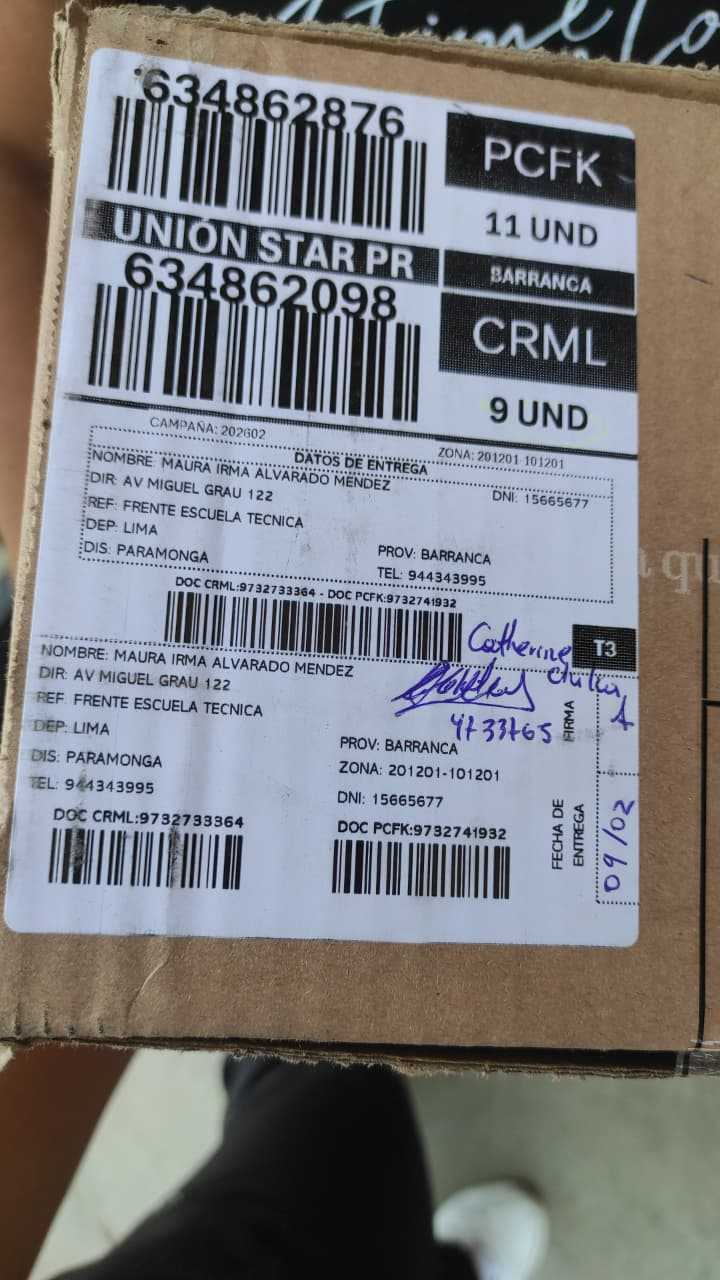 634862876
PCFK
11 UND
UNIÓN STAR PR
BARRANCA
634862098
CRML
9 UND
CAMPAÑA: 202602
ZONA: 201201-101201
DATOS DE ENTREGA
NOMBRE: MAURA IRMA ALVARADO MENDEZ
DNI: 15665677
DIR: AV MIGUEL GRAU 122
REF: FRENTE ESCUELA TECNICA
DEP: LIMA
PROV: BARRANCA
DIS: PARAMONGA
TEL: 944343995
DOC CRML:9732733364 - DOC PCFK:9732741932
T3
Catherine
NOMBRE: MAURA IRMA ALVARADO MENDEZ
DIR: AV MIGUEL GRAU 122
REF: FRENTE ESCUELA TECNICA
DEP: LIMA
DIS: PARAMONGA
TEL: 944343995
PROV: BARRANCA
ZONA: 201201-101201
DNI: 15665677
DOC CRML:9732733364
DOC PCFK:9732741932
FIRMA
FECHA DE
ENTREGA
09/02